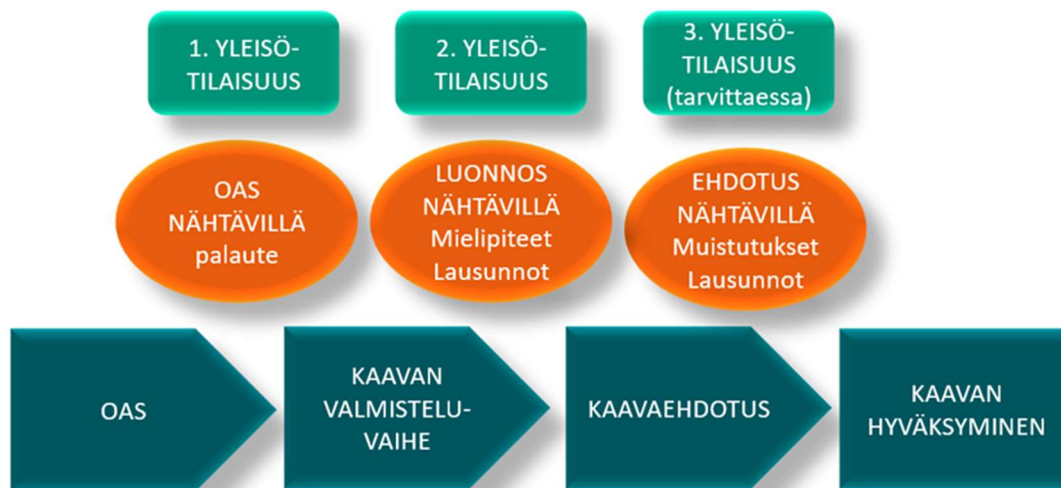 1. YLEISÖ-
TILAISUUS
2. YLEISÖ-
TILAISUUS
3. YLEISÖ-
TILAISUUS
(tarvittaessa)
OAS
NÄHTÄVILLÄ
palaute
LUONNOS
NÄHTÄVILLÄ
Mielipiteet
Lausunnot
EHDOTUS
NÄHTÄVILLÄ
Muistutukset
Lausunnot
OAS
KAAVAN
VALMISTELU-
VAIHE
KAAVAEHDOTUS
KAAVAN
HYVÄKSYMINEN